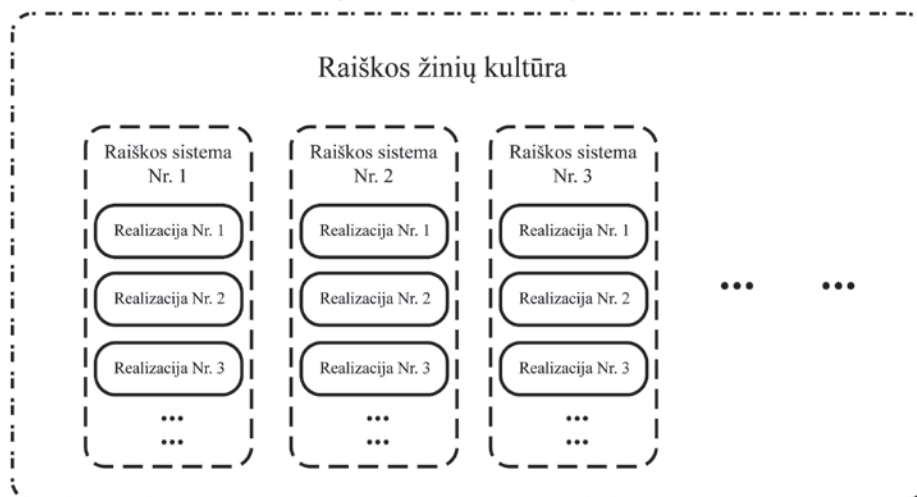 Raiškos žinių kultūra
Raiškos sistema
Nr. 1
Realizacija Nr. 1
Realizacija Nr. 2
Realizacija Nr. 3
...
...
Raiškos sistema
Nr. 2
Realizacija Nr. 1
Realizacija Nr. 2
Realizacija Nr. 3
...
...
Raiškos sistema
Nr. 3
Realizacija Nr. 1
Realizacija Nr. 2
Realizacija Nr. 3
...
...
... ...